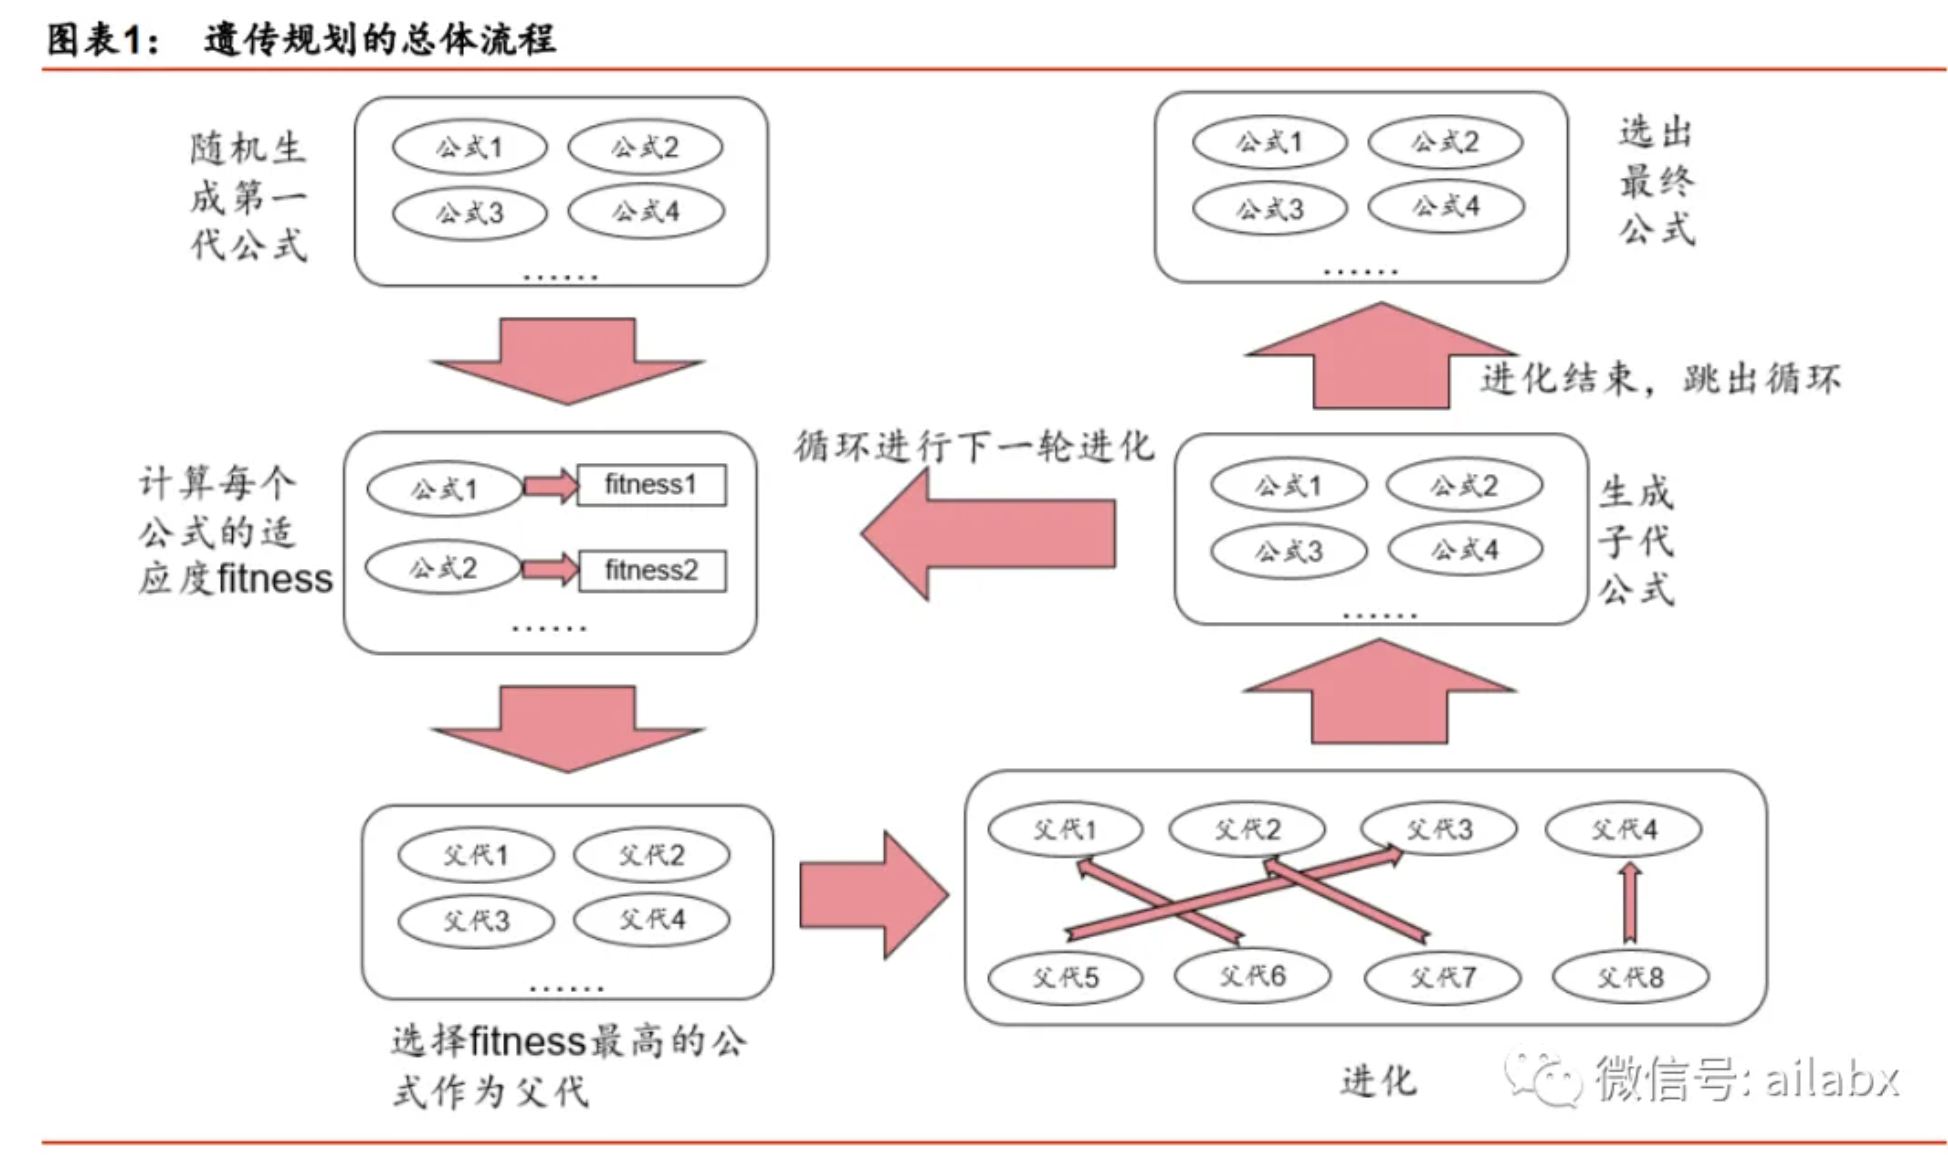 图表1： 遗传规划的总体流程
随机生
成第一
代公式
公式1
公式2
公式3
公式4
......
公式1
公式2
公式3
公式4
......
选出
最终
公式
进化结束，跳出循环
循环进行下一轮进化
计算每个
公式的适
应度fitness
公式1
fitness1
公式2
fitness2
......
公式1
公式2
公式3
公式4
......
生成
子代
公式
父代1
父代2
父代3
父代4
......
选择fitness最高的公
式作为父代
父代1
父代2
父代3
父代4
父代5
父代6
父代7
父代8
进化
微信号: ailabx